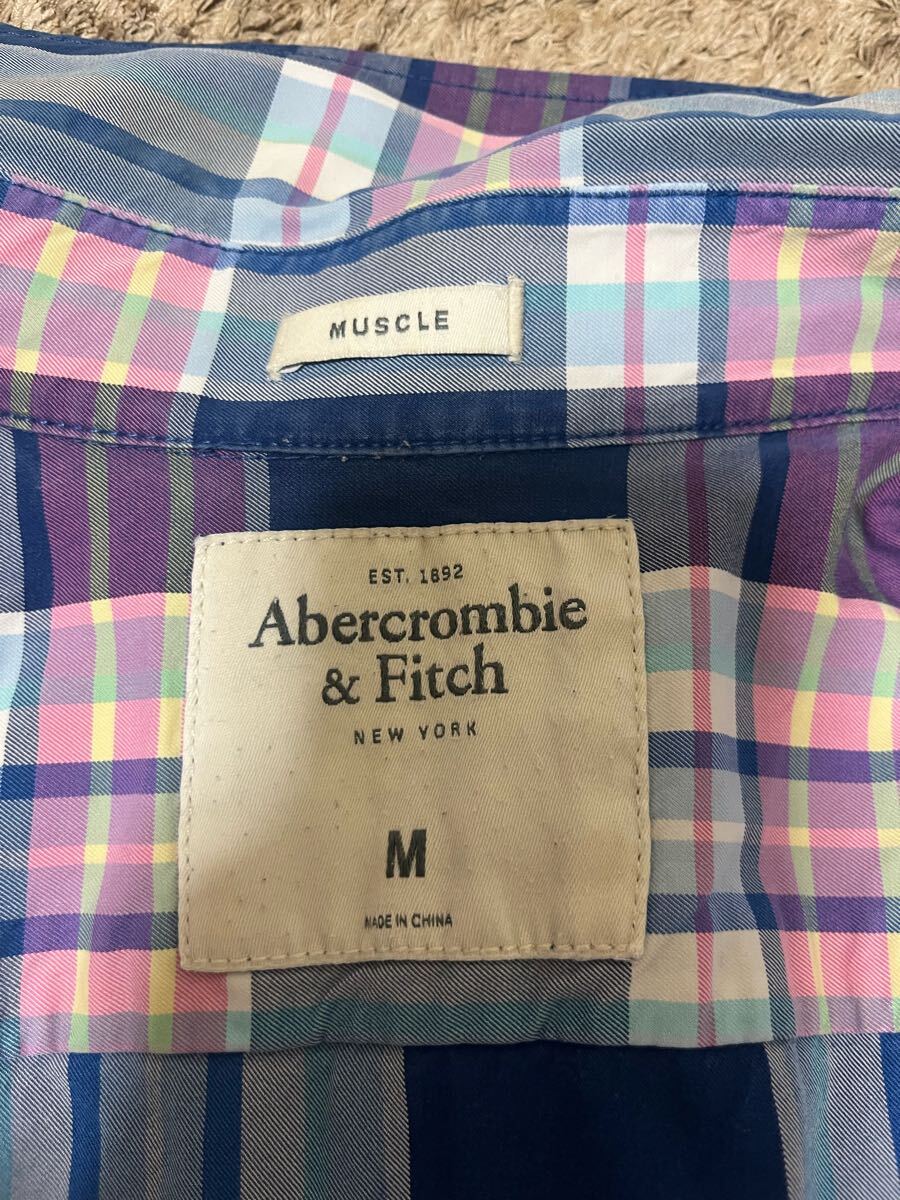 MUSCLE
EST. 1892
Abercrombie
& Fitch
NEW YORK
M
MADE IN CHINA